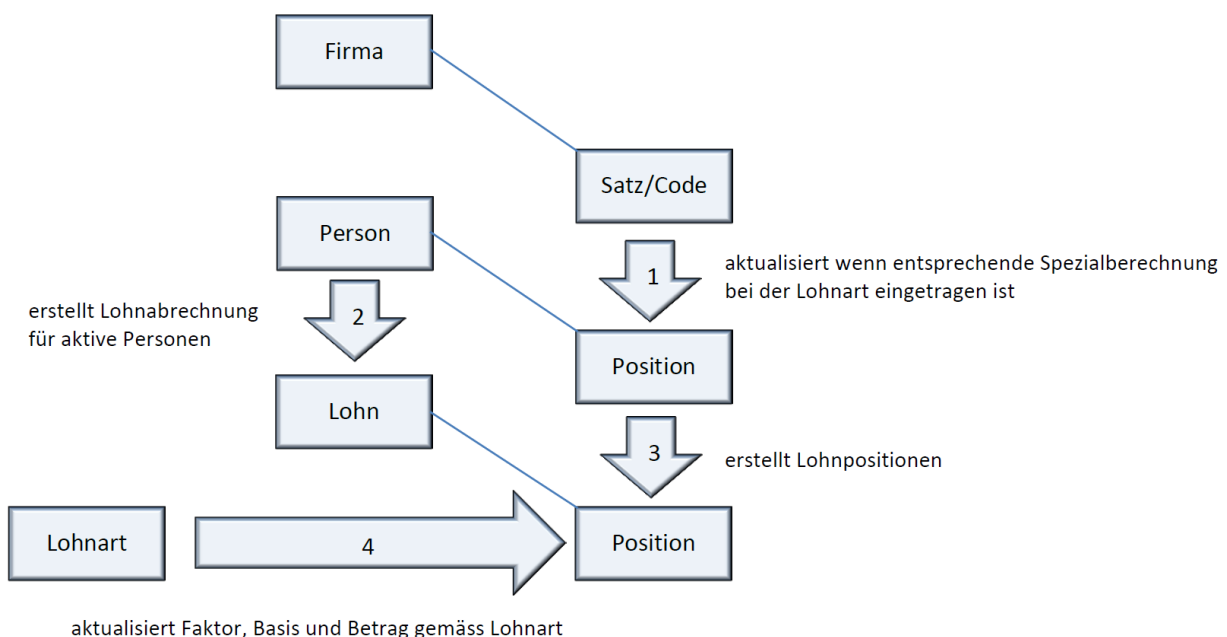 Firma
Satz/Code
Person
1
aktualisiert wenn entsprechende Spezialberechnung
bei der Lohnart eingetragen ist
erstellt Lohnabrechnung
für aktive Personen
2
Position
Lohn
3
erstellt Lohnpositionen
Lohnart
4
Position
aktualisiert Faktor, Basis und Betrag gemäss Lohnart